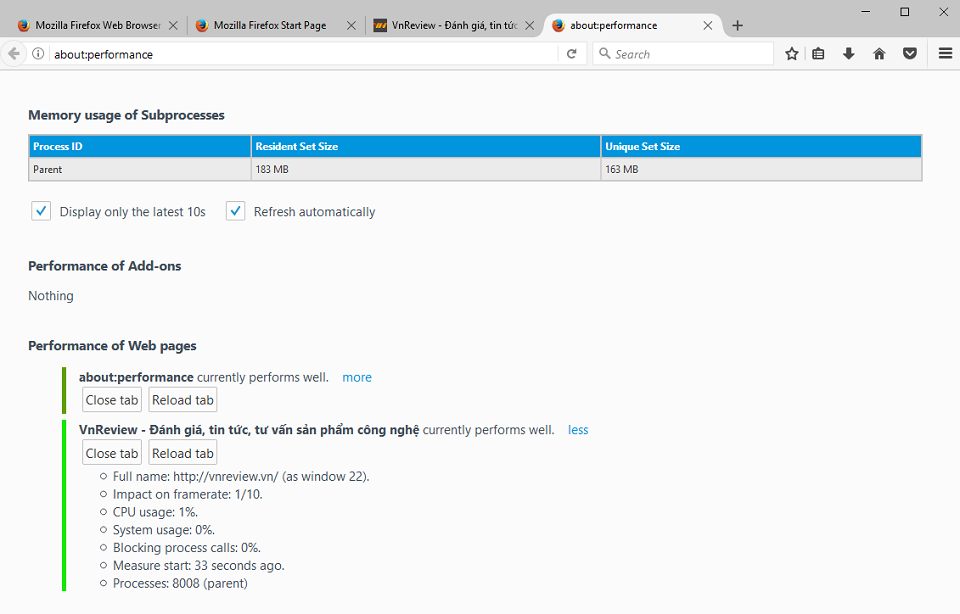 Mozilla Firefox Web Browser
Mozilla Firefox Start Page
VnReview - Đánh giá, tin tức
about:performance
about:performance
Search
Memory usage of Subprocesses
Process ID Resident Set Size Unique Set Size
Parent 183 MB 163 MB
Display only the latest 10s Refresh automatically
Performance of Add-ons
Nothing
Performance of Web pages
about:performance currently performs well. more
Close tab Reload tab
VnReview - Đánh giá, tin tức, tư vấn sản phẩm công nghệ currently performs well. less
Close tab Reload tab
Full name: http://vnreview.vn/ (as window 22).
Impact on framerate: 1/10.
CPU usage: 1%.
System usage: 0%.
Blocking process calls: 0%.
Measure start: 33 seconds ago.
Processes: 8008 (parent)